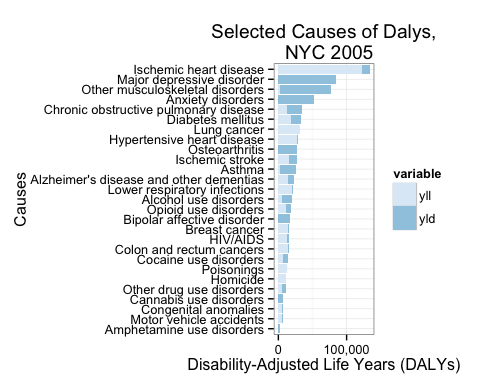 Selected Causes of Dalys,
NYC 2005
Causes
Ischemic heart disease
Major depressive disorder
Other musculoskeletal disorders
Anxiety disorders
Chronic obstructive pulmonary disease
Diabetes mellitus
Lung cancer
Hypertensive heart disease
Osteoarthritis
Ischemic stroke
Asthma
Alzheimer's disease and other dementias
Lower respiratory infections
Alcohol use disorders
Opioid use disorders
Bipolar affective disorder
Breast cancer
HIV/AIDS
Colon and rectum cancers
Cocaine use disorders
Poisonings
Homicide
Other drug use disorders
Cannabis use disorders
Congenital anomalies
Motor vehicle accidents
Amphetamine use disorders
0 100,000
Disability-Adjusted Life Years (DALYs)
variable
yll
yld